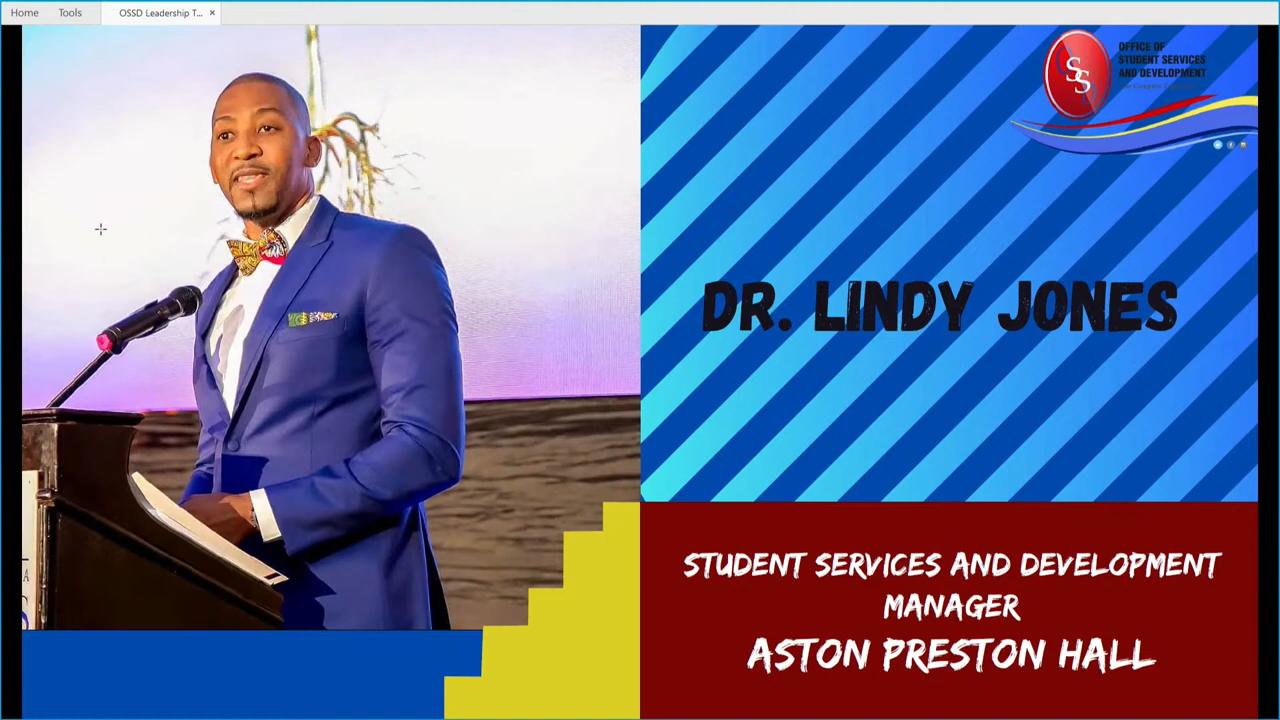 Home Tools OSSD Leadership T... ×
OFFICE OF
STUDENT SERVICES
AND DEVELOPMENT
DR. LINDY JONES
STUDENT SERVICES AND DEVELOPMENT
MANAGER
ASTON PRESTON HALL